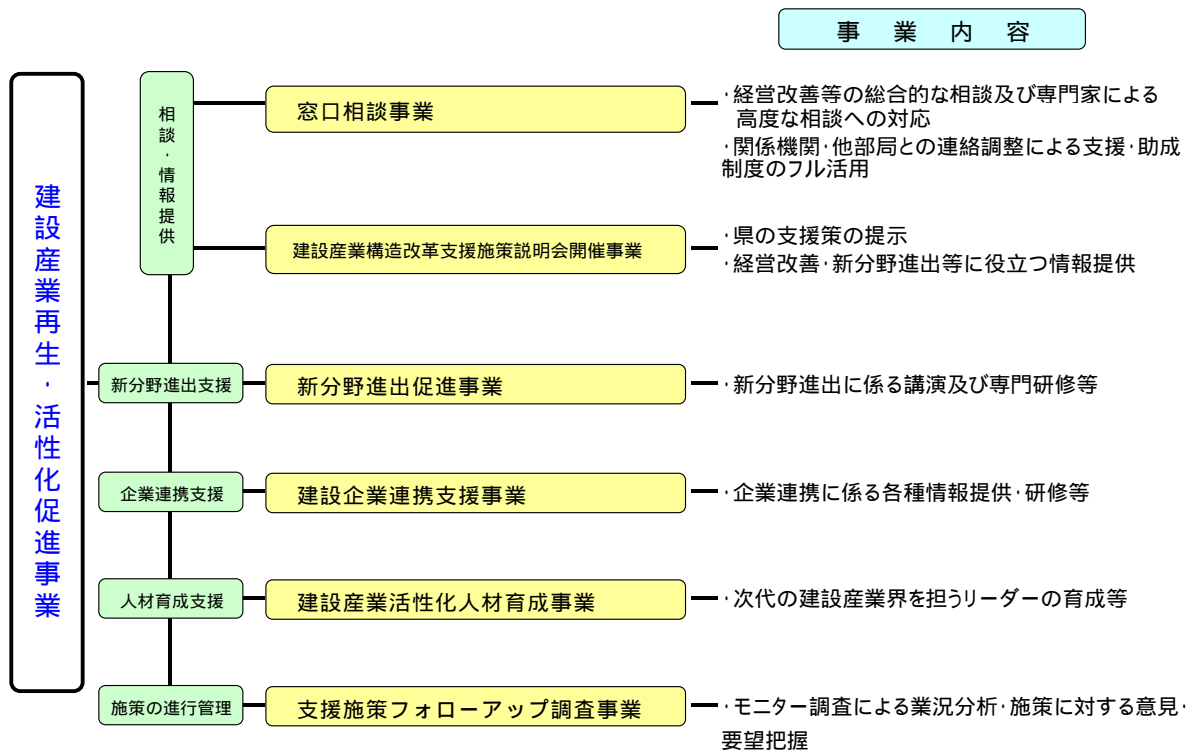 事業内容
建設産業再生・活性化促進事業
相談・情報提供
窓口相談事業
・経営改善等の総合的な相談及び専門家による
高度な相談への対応
・関係機関・他部局との連絡調整による支援・助成
制度のフル活用
建設産業構造改革支援施策説明会開催事業
・県の支援策の提示
・経営改善・新分野進出等に役立つ情報提供
新分野進出支援
新分野進出促進事業
・新分野進出に係る講演及び専門研修等
企業連携支援
建設企業連携支援事業
・企業連携に係る各種情報提供・研修等
人材育成支援
建設産業活性化人材育成事業
・次代の建設産業界を担うリーダーの育成等
施策の進行管理
支援施策フォローアップ調査事業
・モニター調査による業況分析・施策に対する意見・
要望把握